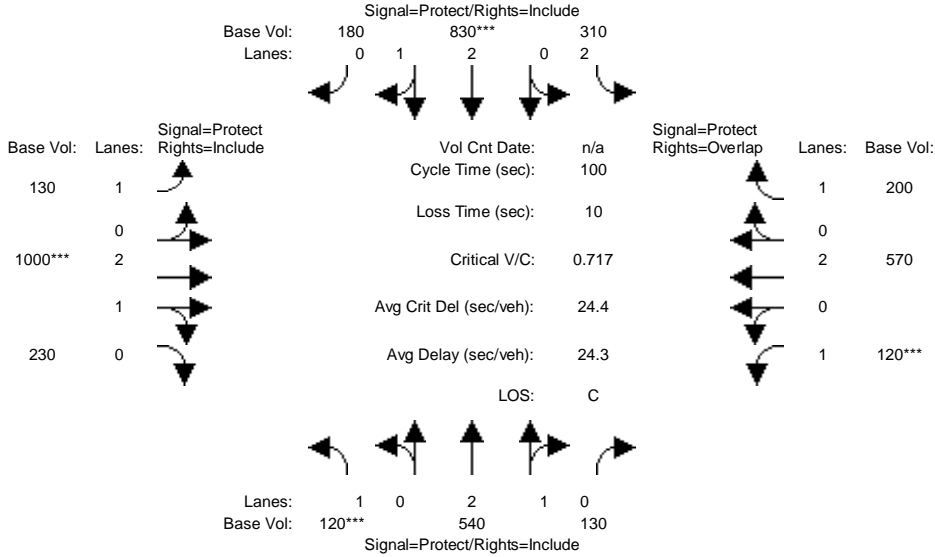 Signal=Protect/Rights=Include
Base Vol: 180 830*** 310
Lanes: 0 1 2 0 2
Signal=Protect
Base Vol: Lanes: Rights=Include
Vol Cnt Date: n/a
Signal=Protect
Rights=Overlap Lanes: Base Vol:
Cycle Time (sec): 100
130 1
1 200
Loss Time (sec): 10
0
0
1000*** 2
Critical V/C: 0.717
2 570
1
Avg Crit Del (sec/veh): 24.4
0
230 0
Avg Delay (sec/veh): 24.3
1 120***
LOS: C
Lanes: 1 0 2 1 0
Base Vol: 120*** 540 130
Signal=Protect/Rights=Include